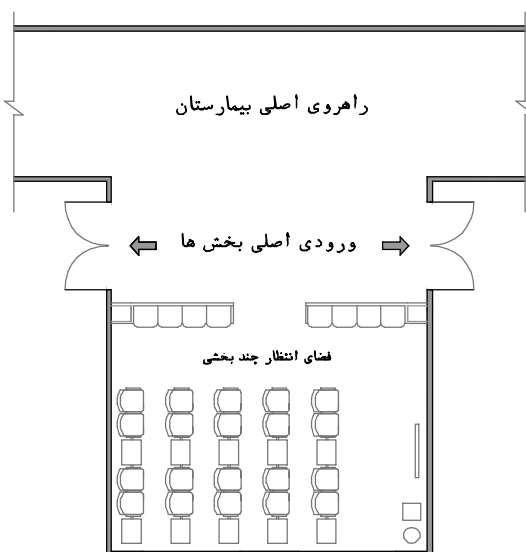 راهروی اصلی بیمارستان
ورودی اصلی بخش ها
فضای انتظار چند بخشی